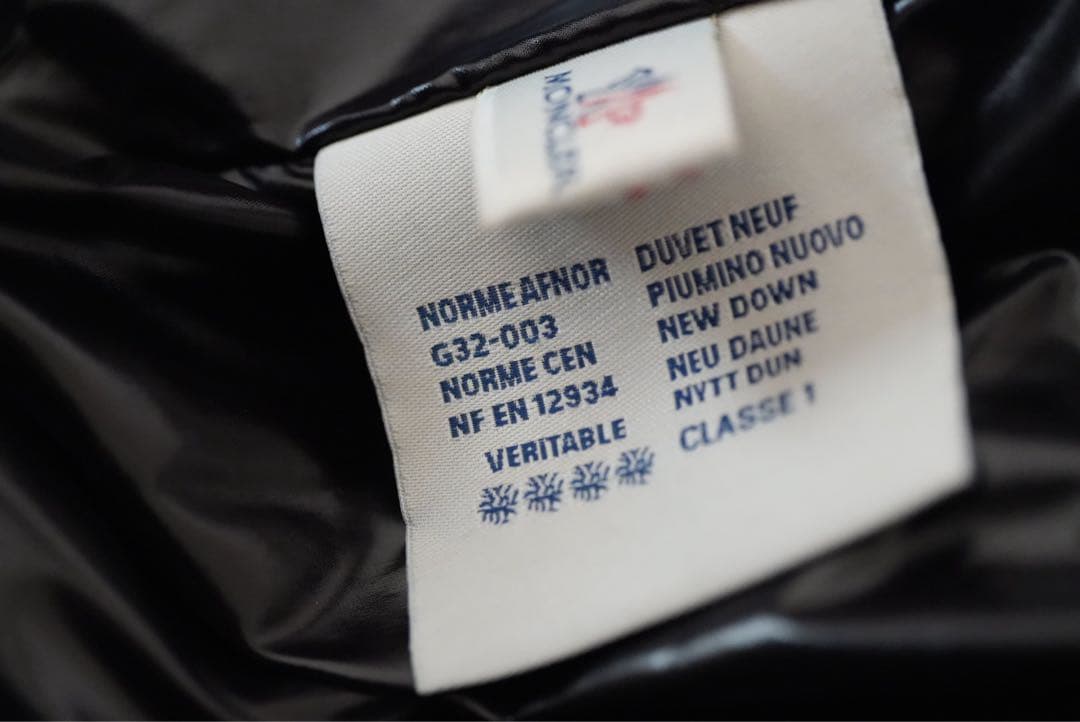 MONCLER
NORME AFNOR
G32-003
NORME CEN
NF EN 12934
VERITABLE
DUVET NEUF
PIUMINO NUOVO
NEW DOWN
NEU DAUNE
NYTT DUN
CLASSE 1